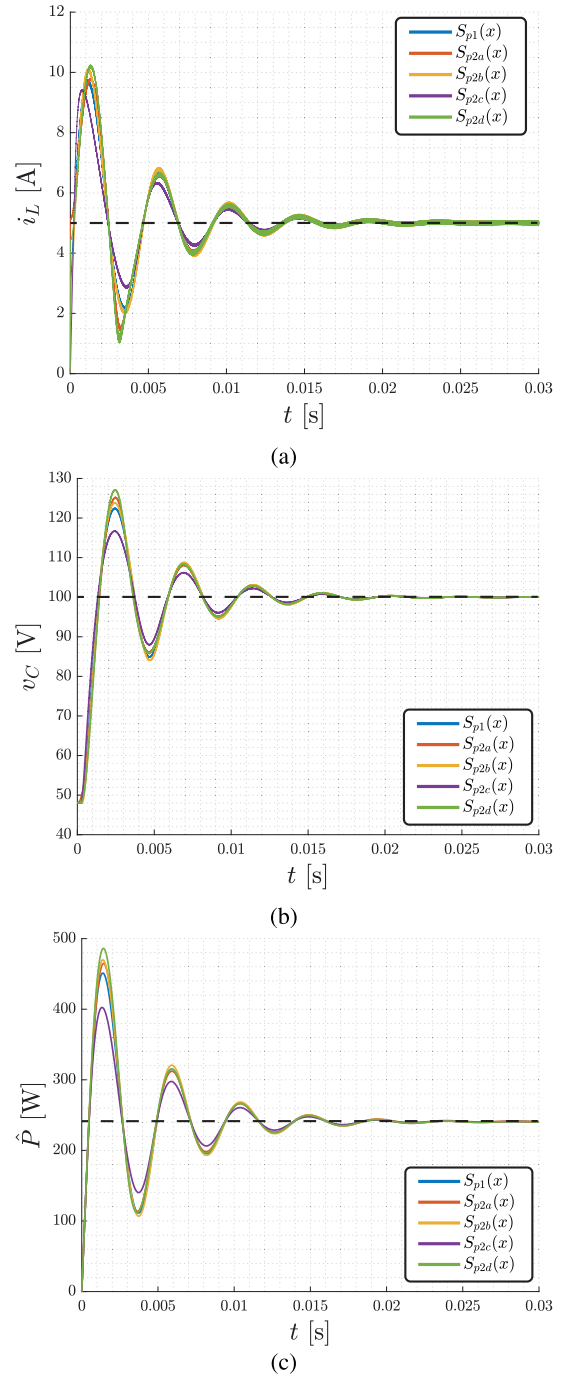 12
10
8
6
4
2
0
i_L [A]
S_{p1}(x)
S_{p2a}(x)
S_{p2b}(x)
S_{p2c}(x)
S_{p2d}(x)
0 0.005 0.01 0.015 0.02 0.025 0.03
t [s]
(a)
130
120
110
100
90
80
70
60
50
40
v_C [V]
S_{p1}(x)
S_{p2a}(x)
S_{p2b}(x)
S_{p2c}(x)
S_{p2d}(x)
0 0.005 0.01 0.015 0.02 0.025 0.03
t [s]
(b)
500
400
300
200
100
0
P̂ [W]
S_{p1}(x)
S_{p2a}(x)
S_{p2b}(x)
S_{p2c}(x)
S_{p2d}(x)
0 0.005 0.01 0.015 0.02 0.025 0.03
t [s]
(c)